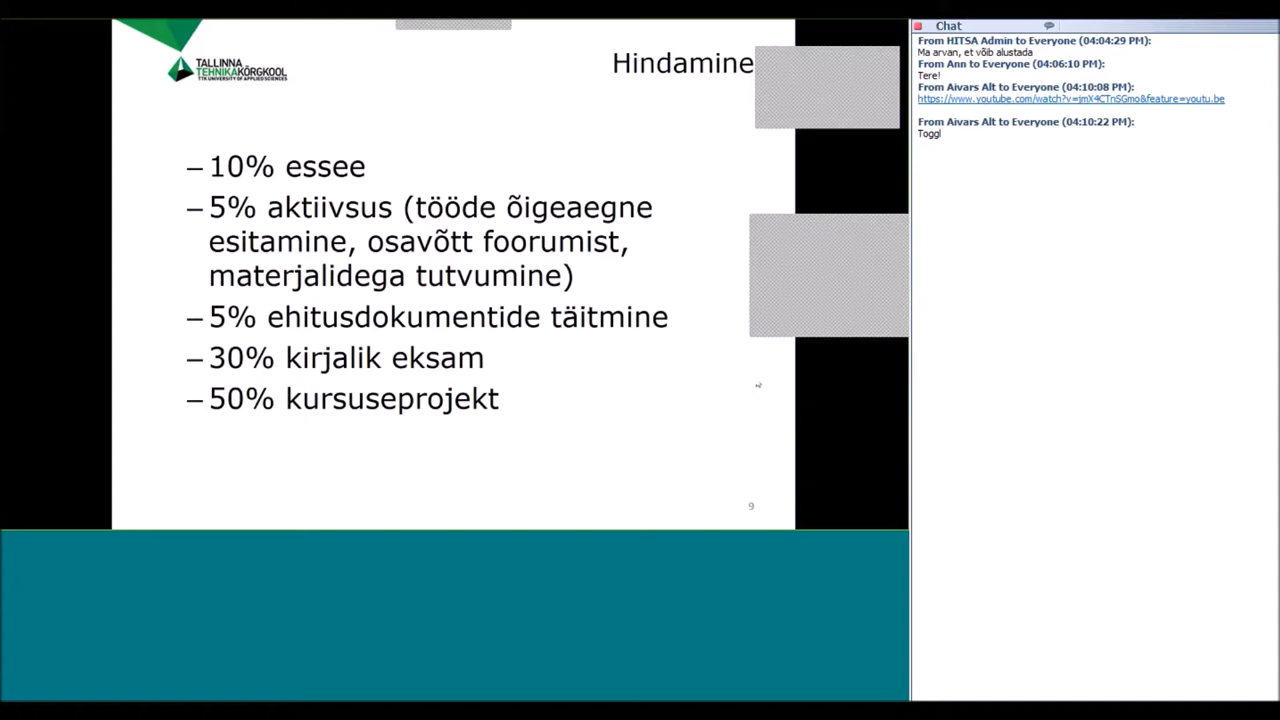 TALLINNA
TEHNIKAKÕRGKOOL
TTK UNIVERSITY OF APPLIED SCIENCES
Hindamine
– 10% essee
– 5% aktiivsus (tööde õigeaegne
esitamine, osavõtt foorumist,
materjalidega tutvumine)
– 5% ehitusdokumentide täitmine
– 30% kirjalik eksam
– 50% kursuseprojekt
9
Chat
From HITSA Admin to Everyone (04:04:29 PM):
Ma arvan, et võib alustada
From Ann to Everyone (04:06:10 PM):
Tere!
From Aivars Alt to Everyone (04:10:08 PM):
https://www.youtube.com/watch?v=jmX4CTnSGmo&feature=youtu.be
From Aivars Alt to Everyone (04:10:22 PM):
Toggl